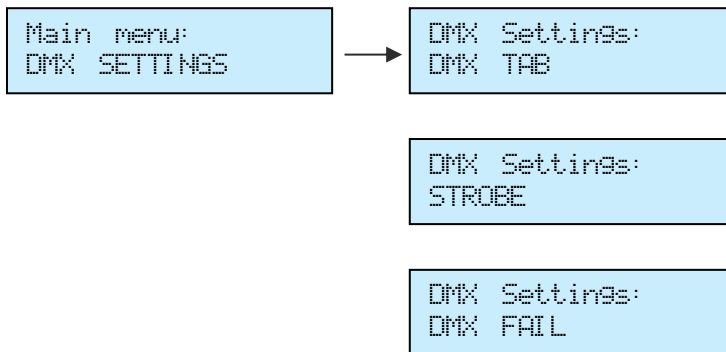 Main menu:
DMX SETTINGS
DMX Settings:
DMX TAB
DMX Settings:
STROBE
DMX Settings:
DMX FAIL